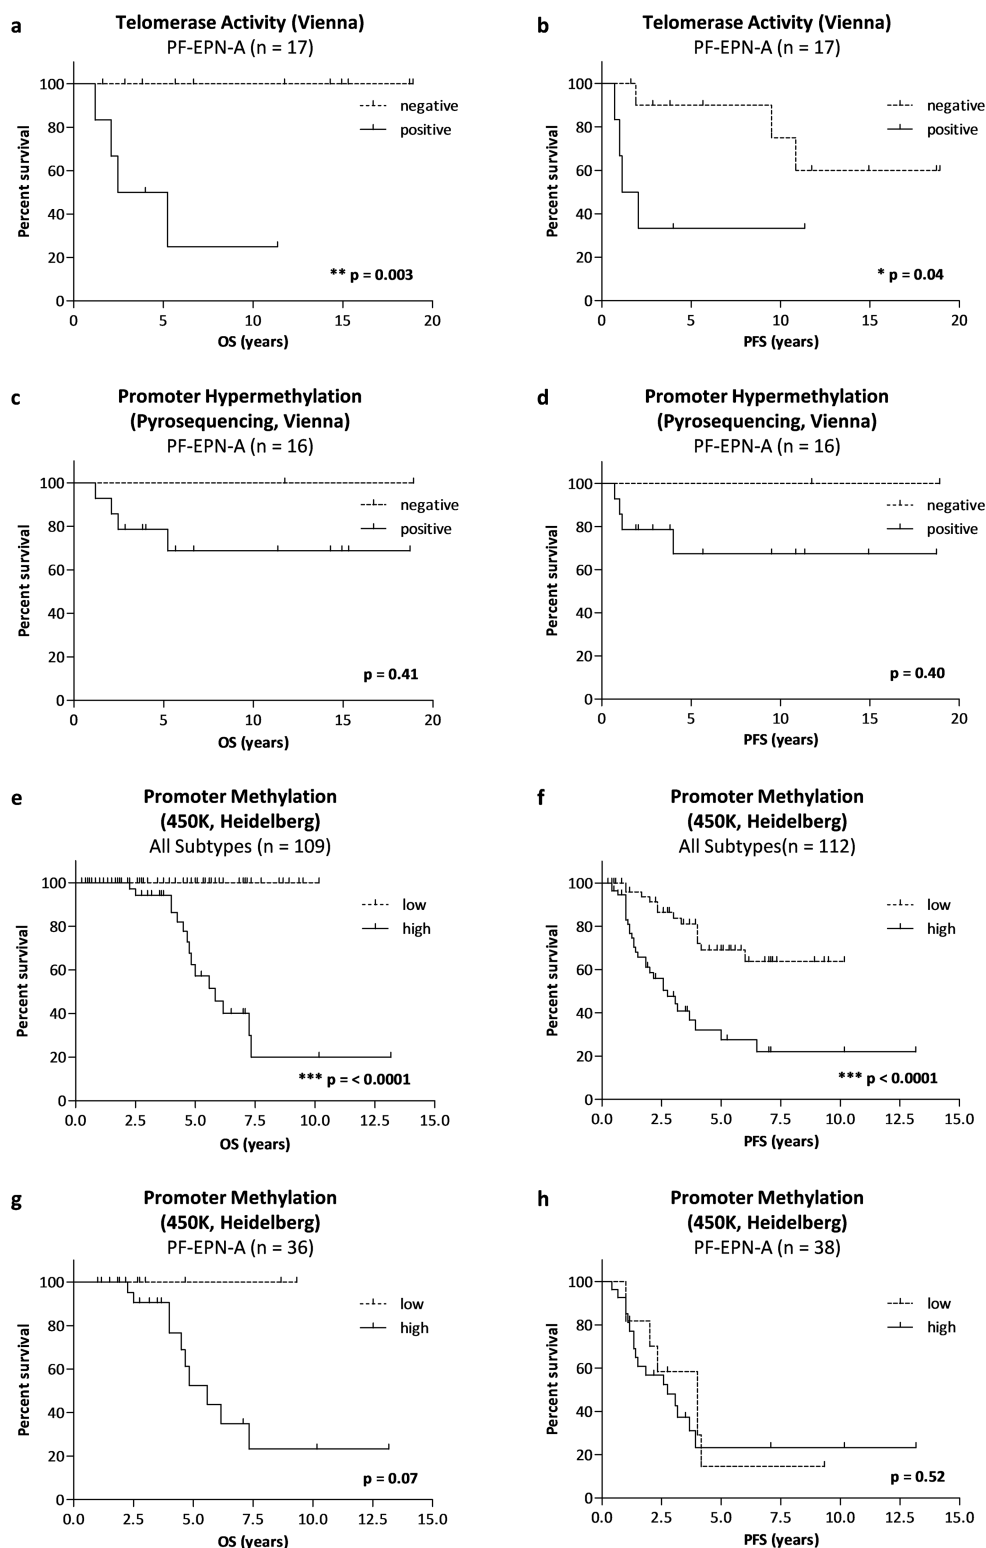 a
Telomerase Activity (Vienna)
PF-EPN-A (n = 17)
Percent survival
100
80
60
40
20
0
negative
positive
** p = 0.003
0 5 10 15 20
OS (years)
b
Telomerase Activity (Vienna)
PF-EPN-A (n = 17)
Percent survival
100
80
60
40
20
0
negative
positive
* p = 0.04
0 5 10 15 20
PFS (years)
c
Promoter Hypermethylation
(Pyrosequencing, Vienna)
PF-EPN-A (n = 16)
Percent survival
100
80
60
40
20
0
negative
positive
p = 0.41
0 5 10 15 20
OS (years)
d
Promoter Hypermethylation
(Pyrosequencing, Vienna)
PF-EPN-A (n = 16)
Percent survival
100
80
60
40
20
0
negative
positive
p = 0.40
0 5 10 15 20
PFS (years)
e
Promoter Methylation
(450K, Heidelberg)
All Subtypes (n = 109)
Percent survival
100
80
60
40
20
0
low
high
*** p = < 0.0001
0.0 2.5 5.0 7.5 10.0 12.5 15.0
OS (years)
f
Promoter Methylation
(450K, Heidelberg)
All Subtypes(n = 112)
Percent survival
100
80
60
40
20
0
low
high
*** p < 0.0001
0.0 2.5 5.0 7.5 10.0 12.5 15.0
PFS (years)
g
Promoter Methylation
(450K, Heidelberg)
PF-EPN-A (n = 36)
Percent survival
100
80
60
40
20
0
low
high
p = 0.07
0.0 2.5 5.0 7.5 10.0 12.5 15.0
OS (years)
h
Promoter Methylation
(450K, Heidelberg)
PF-EPN-A (n = 38)
Percent survival
100
80
60
40
20
0
low
high
p = 0.52
0.0 2.5 5.0 7.5 10.0 12.5 15.0
PFS (years)